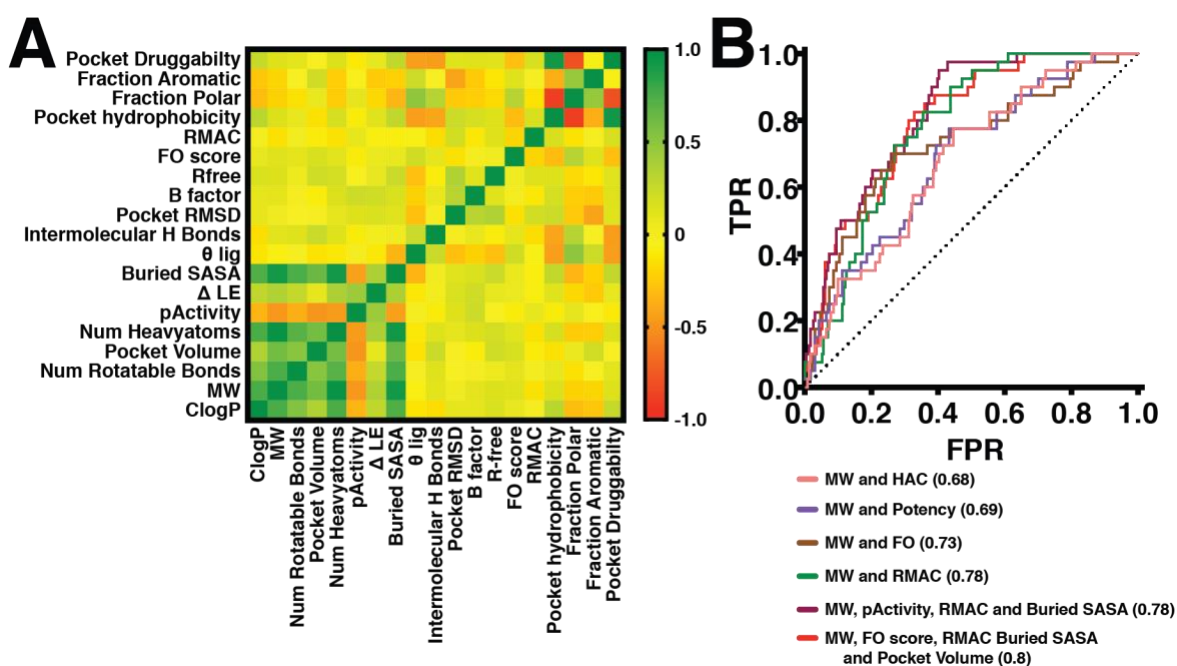 A
Pocket Druggabilty
Fraction Aromatic
Fraction Polar
Pocket hydrophobicity
RMAC
FO score
Rfree
B factor
Pocket RMSD
Intermolecular H Bonds
θ lig
Buried SASA
Δ LE
pActivity
Num Heavyatoms
Pocket Volume
Num Rotatable Bonds
MW
ClogP
ClogP
MW
Num Rotatable Bonds
Pocket Volume
Num Heavyatoms
pActivity
Δ LE
Buried SASA
θ lig
Intermolecular H Bonds
Pocket RMSD
B factor
R-free
FO score
RMAC
Pocket hydrophobicity
Fraction Polar
Fraction Aromatic
Pocket Druggabilty
1.0
0.5
0
-0.5
-1.0
B
TPR
1.0
0.8
0.6
0.4
0.2
0.0
0.0 0.2 0.4 0.6 0.8 1.0
FPR
MW and HAC (0.68)
MW and Potency (0.69)
MW and FO (0.73)
MW and RMAC (0.78)
MW, pActivity, RMAC and Buried SASA (0.78)
MW, FO score, RMAC Buried SASA
and Pocket Volume (0.8)